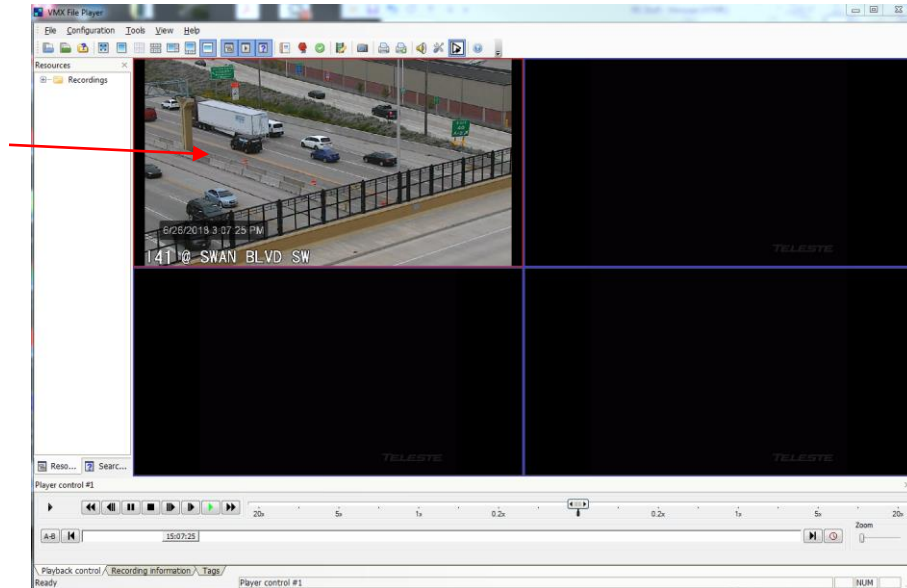 VMX File Player
File Configuration Tools View Help
Resources
Recordings
6/26/2018 3:07:25 PM
I41 @ SWAN BLVD SW
TELESTE
TELESTE
TELESTE
Reso... Searc...
Player control #1
20x 5x 1x 0.2x 0.2x 1x 5x 20x
Zoom
A-B 15:07:25
Playback control Recording information Tags
Ready Player control #1 NUM